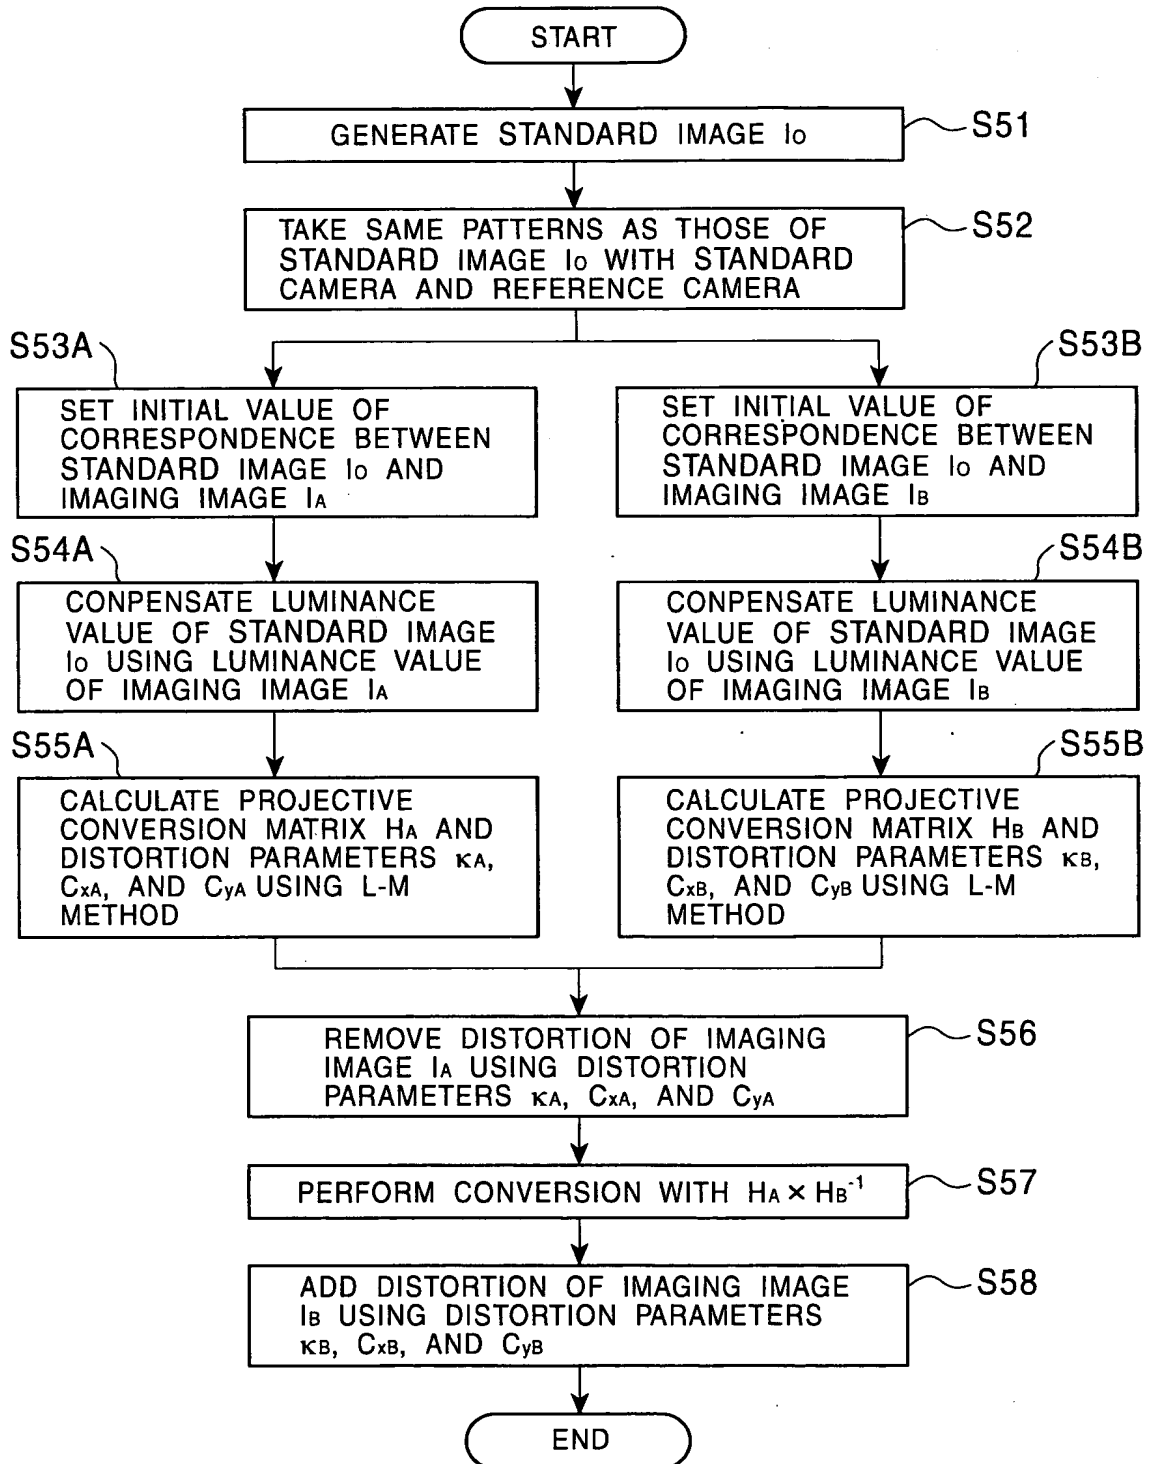 START
GENERATE STANDARD IMAGE Io
S51
TAKE SAME PATTERNS AS THOSE OF
STANDARD IMAGE Io WITH STANDARD
CAMERA AND REFERENCE CAMERA
S52
S53A
SET INITIAL VALUE OF
CORRESPONDENCE BETWEEN
STANDARD IMAGE Io AND
IMAGING IMAGE IA
S53B
SET INITIAL VALUE OF
CORRESPONDENCE BETWEEN
STANDARD IMAGE Io AND
IMAGING IMAGE IB
S54A
CONPENSATE LUMINANCE
VALUE OF STANDARD IMAGE
Io USING LUMINANCE VALUE
OF IMAGING IMAGE IA
S54B
CONPENSATE LUMINANCE
VALUE OF STANDARD IMAGE
Io USING LUMINANCE VALUE
OF IMAGING IMAGE IB
S55A
CALCULATE PROJECTIVE
CONVERSION MATRIX HA AND
DISTORTION PARAMETERS κA,
CxA, AND CyA USING L-M
METHOD
S55B
CALCULATE PROJECTIVE
CONVERSION MATRIX HB AND
DISTORTION PARAMETERS κB,
CxB, AND CyB USING L-M
METHOD
REMOVE DISTORTION OF IMAGING
IMAGE IA USING DISTORTION
PARAMETERS κA, CxA, AND CyA
S56
PERFORM CONVERSION WITH HA × HB⁻¹
S57
ADD DISTORTION OF IMAGING IMAGE
IB USING DISTORTION PARAMETERS
κB, CxB, AND CyB
S58
END